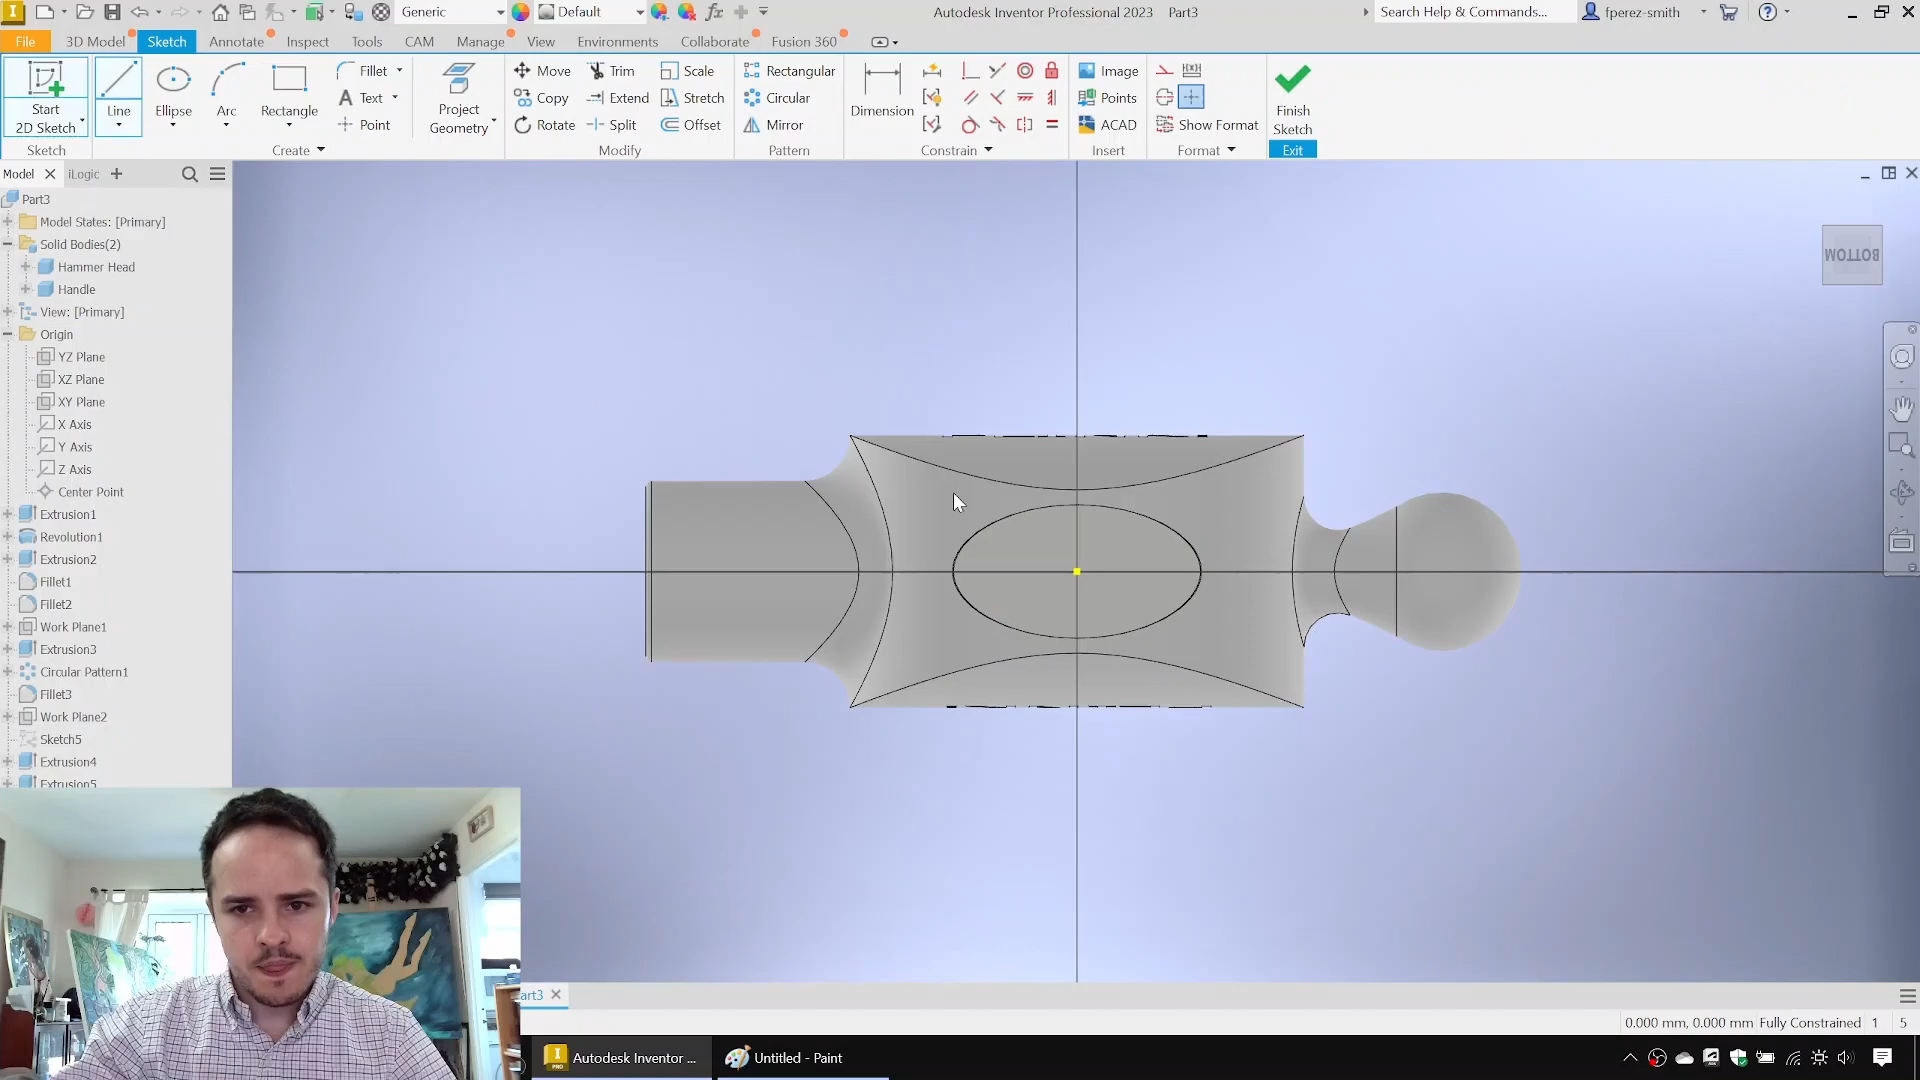 Generic
Default
fx
Autodesk Inventor Professional 2023 Part3
Search Help & Commands...
fperez-smith
File
3D Model
Sketch
Annotate
Inspect
Tools
CAM
Manage
View
Environments
Collaborate
Fusion 360
Start
2D Sketch
Line
Ellipse
Arc
Rectangle
Fillet
Text
Point
Project
Geometry
Move
Copy
Rotate
Trim
Extend
Split
Scale
Stretch
Offset
Rectangular
Circular
Mirror
Dimension
Image
Points
ACAD
Show Format
Finish
Sketch
Sketch
Create
Modify
Pattern
Constrain
Insert
Format
Exit
Model
iLogic
Part3
Model States: [Primary]
Solid Bodies(2)
Hammer Head
Handle
View: [Primary]
Origin
YZ Plane
XZ Plane
XY Plane
X Axis
Y Axis
Z Axis
Center Point
Extrusion1
Revolution1
Extrusion2
Fillet1
Fillet2
Work Plane1
Extrusion3
Circular Pattern1
Fillet3
Work Plane2
Sketch5
Extrusion4
Extrusion5
BOTTOM
art3
0.000 mm, 0.000 mm Fully Constrained 1 5
Autodesk Inventor ...
Untitled - Paint